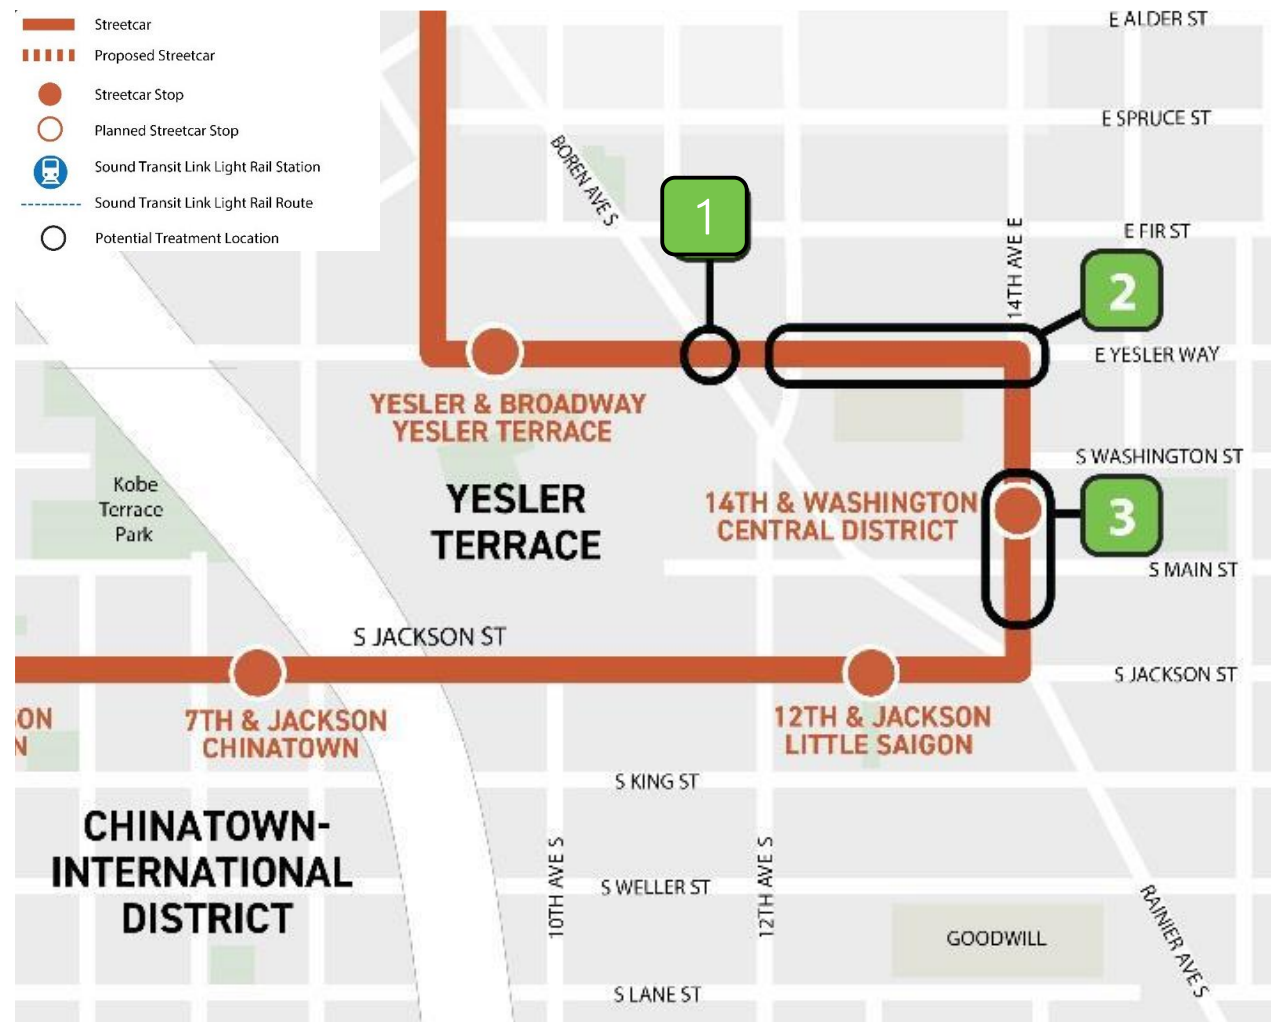 Streetcar
Proposed Streetcar
Streetcar Stop
Planned Streetcar Stop
Sound Transit Link Light Rail Station
Sound Transit Link Light Rail Route
Potential Treatment Location
E ALDER ST
E SPRUCE ST
BOREN AVE S
1
14TH AVE E
E FIR ST
2
E YESLER WAY
YESLER & BROADWAY
YESLER TERRACE
S WASHINGTON ST
Kobe
Terrace
Park
YESLER
TERRACE
14TH & WASHINGTON
CENTRAL DISTRICT
3
S MAIN ST
S JACKSON ST
S JACKSON ST
ON
N
7TH & JACKSON
CHINATOWN
12TH & JACKSON
LITTLE SAIGON
S KING ST
CHINATOWN-
INTERNATIONAL
DISTRICT
10TH AVE S
S WELLER ST
12TH AVE S
GOODWILL
RAINIER AVE S
S LANE ST